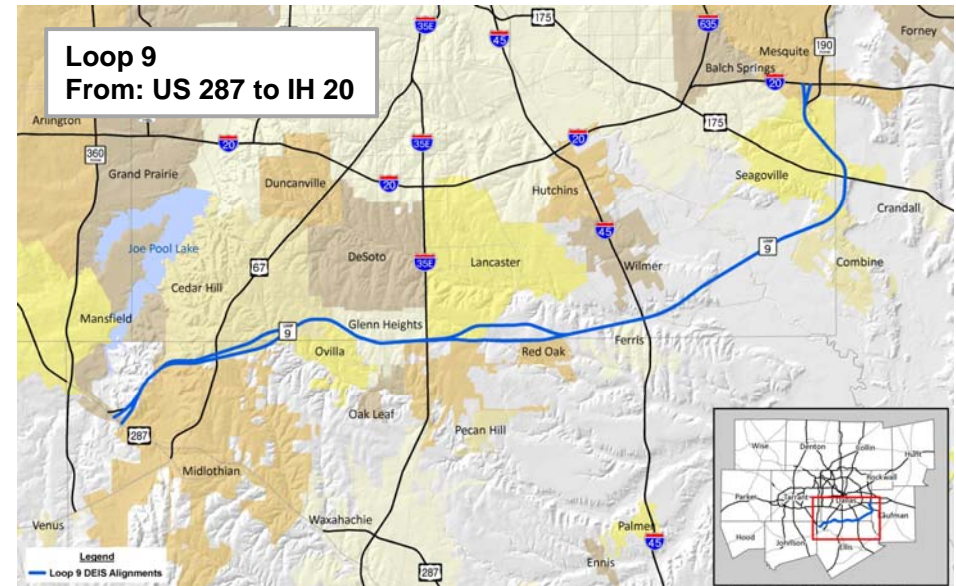 Loop 9
From: US 287 to IH 20
175
35E
45
635
Forney
Mesquite
190
Balch Springs
20
Arlington
360
20
35E
175
Grand Prairie
Duncanville
20
20
Hutchins
Seagoville
Crandall
Joe Pool Lake
67
DeSoto
35E
Lancaster
45
Wilmer
LOOP
9
Combine
Cedar Hill
Mansfield
LOOP
9
Glenn Heights
Ovilla
Red Oak
Ferris
Oak Leaf
Pecan Hill
287
Midlothian
Venus
Waxahachie
Palmer
45
Ennis
287
Legend
Loop 9 DEIS Alignments
Wise
Denton
Collin
Hunt
Rockwall
Parker
Tarrant
Dallas
Kaufman
Hood
Johnson
Ellis